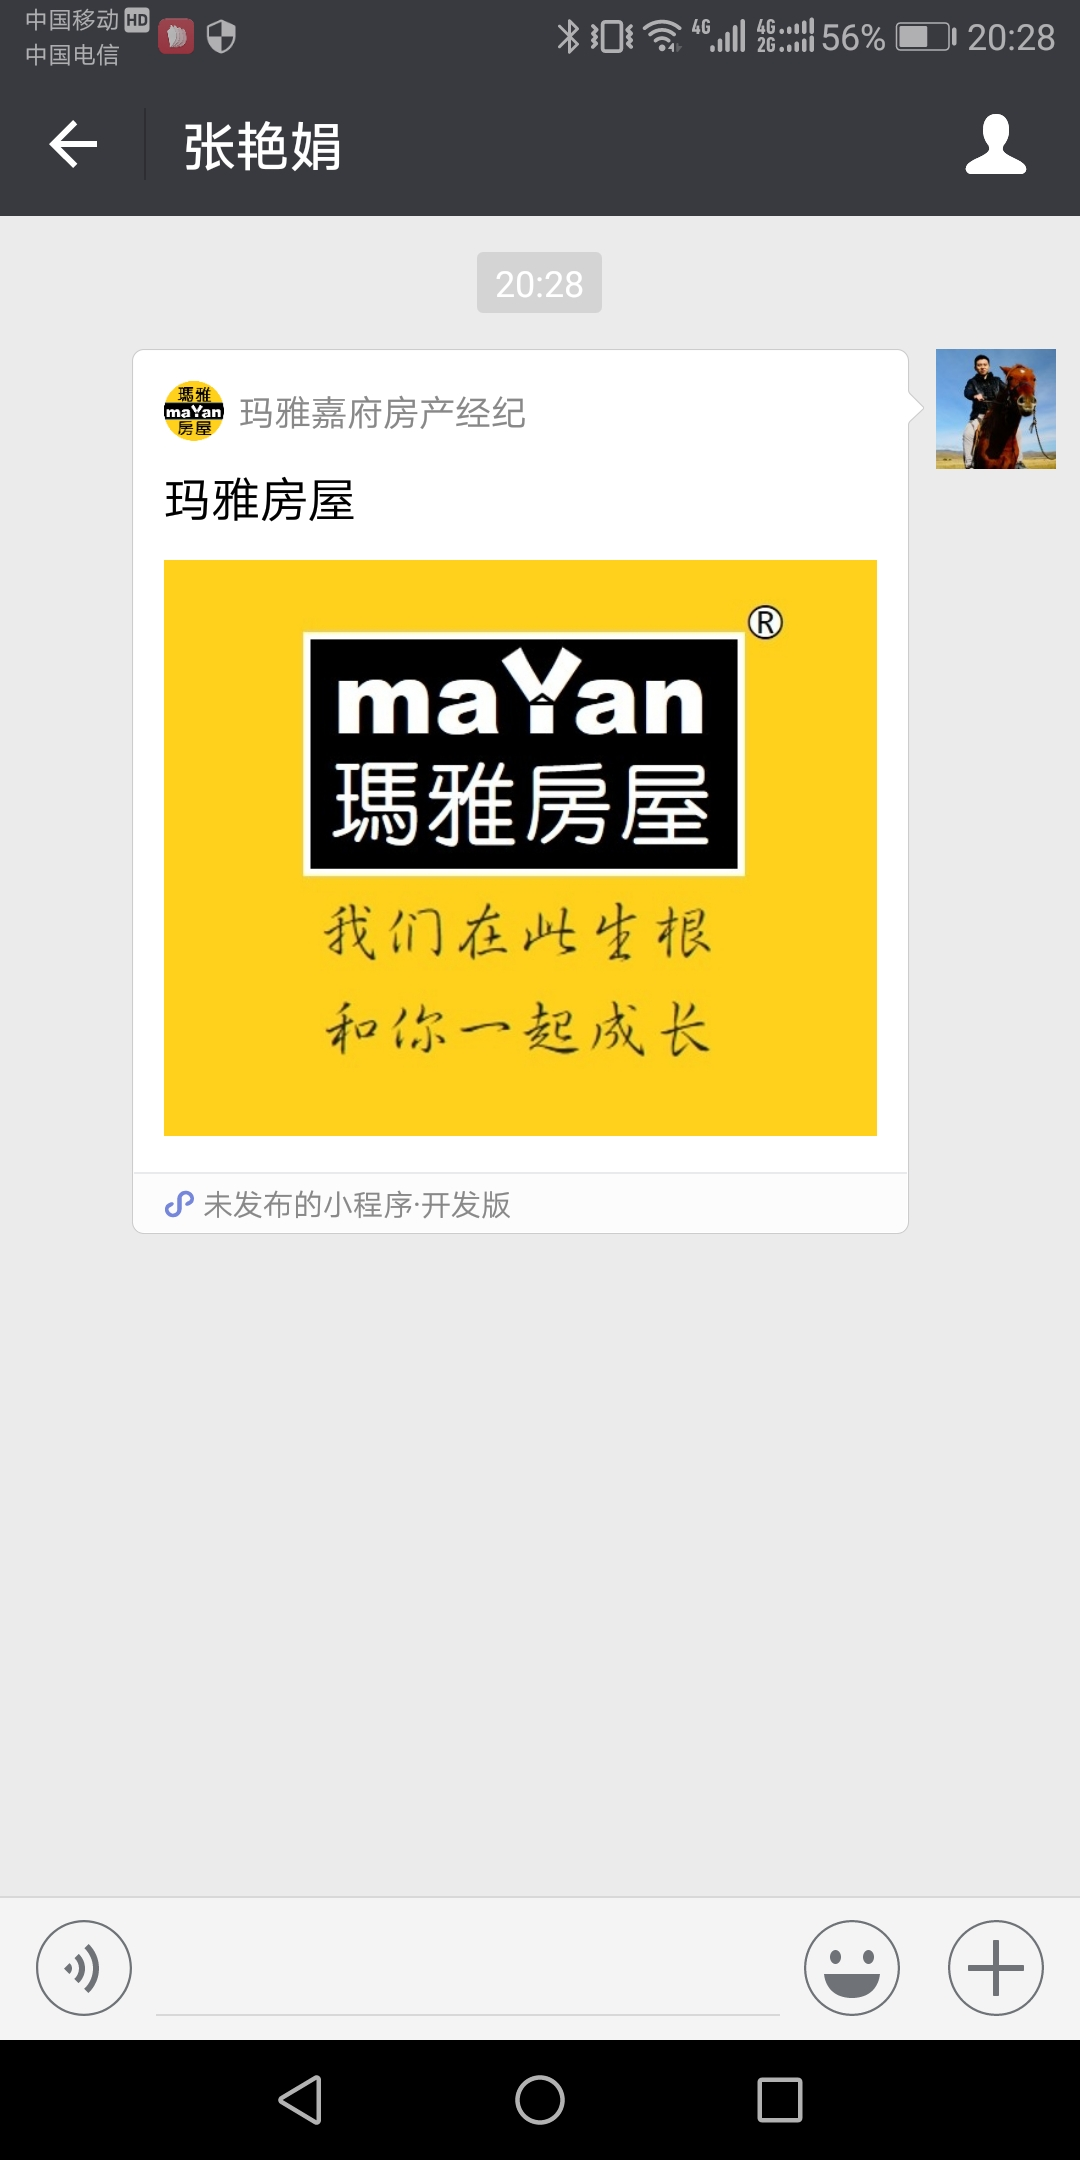 中国移动 HD
中国电信
4G 4G 2G 56% 20:28
张艳娟
20:28
瑪雅
maYan
房屋
玛雅嘉府房产经纪
玛雅房屋
®
maYan
瑪雅房屋
我们在此生根
和你一起成长
未发布的小程序·开发版